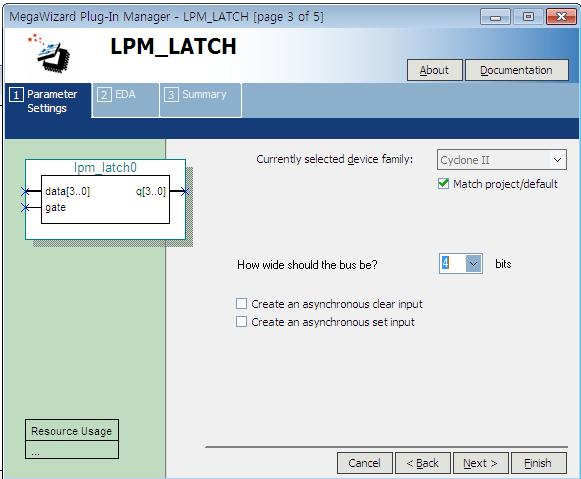 MegaWizard Plug-In Manager - LPM_LATCH [page 3 of 5]
LPM_LATCH
About
Documentation
1 Parameter Settings
2 EDA
3 Summary
lpm_latch0
data[3..0]
q[3..0]
gate
Currently selected device family:
Cyclone II
Match project/default
How wide should the bus be?
4
bits
Create an asynchronous clear input
Create an asynchronous set input
Resource Usage
...
Cancel
< Back
Next >
Finish